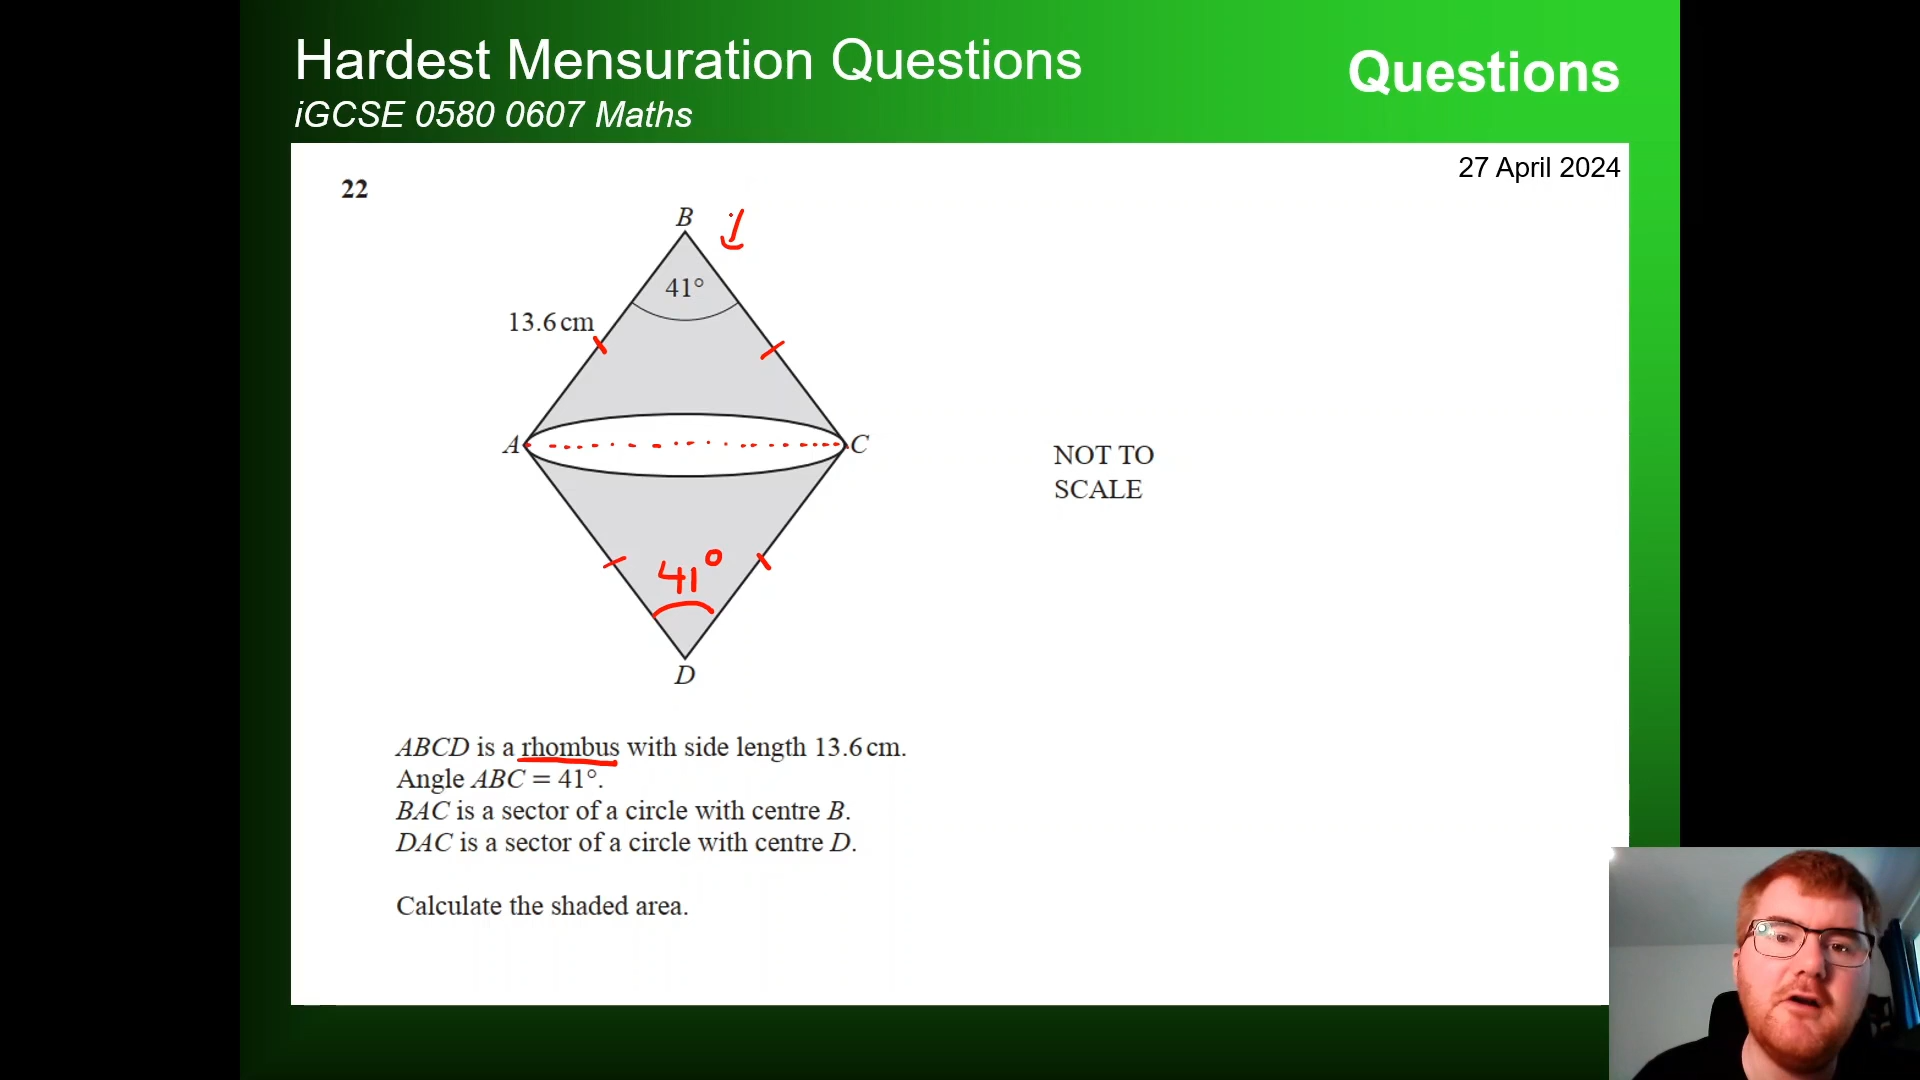 Hardest Mensuration Questions
Questions
iGCSE 0580 0607 Maths
27 April 2024
22
B
41°
13.6 cm
A
C
NOT TO
SCALE
41°
D
ABCD is a rhombus with side length 13.6 cm.
Angle ABC = 41°.
BAC is a sector of a circle with centre B.
DAC is a sector of a circle with centre D.
Calculate the shaded area.